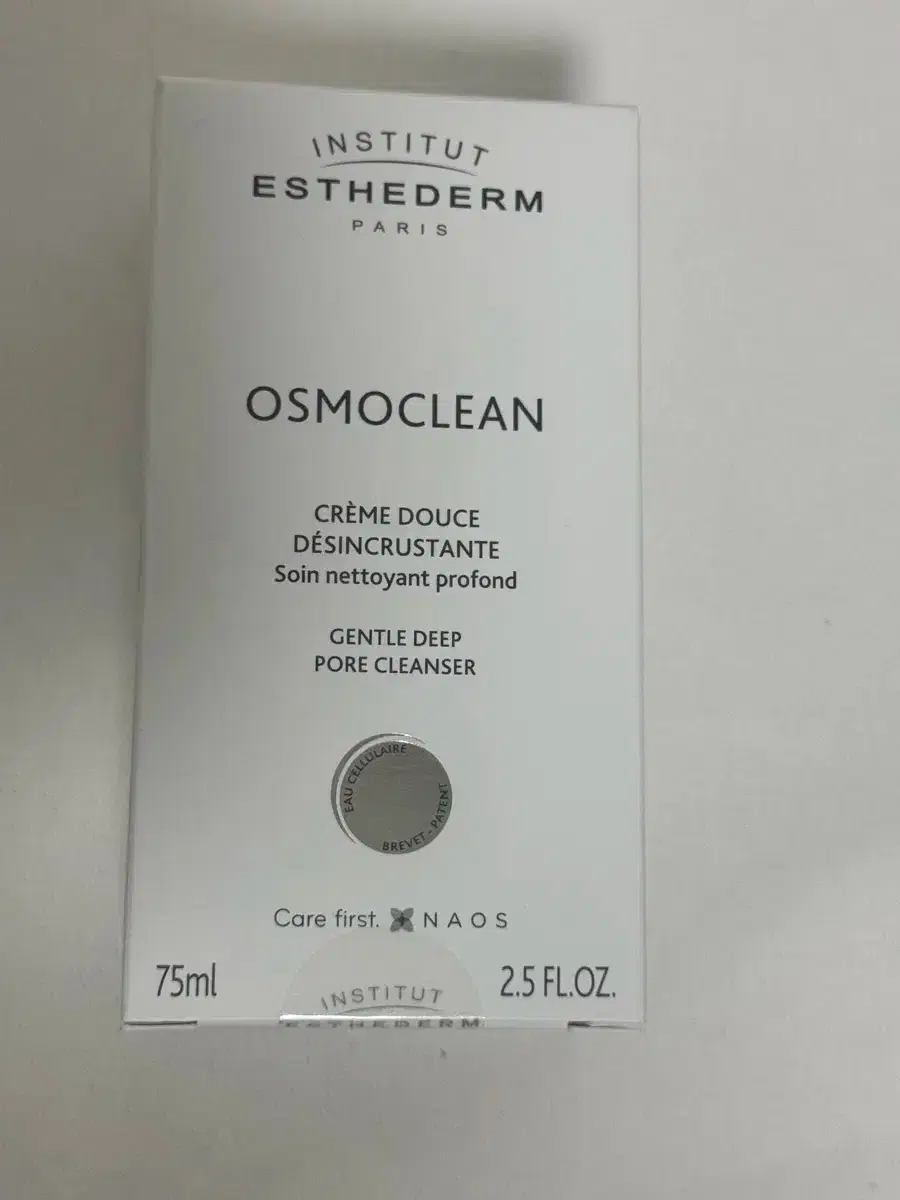 INSTITUT
ESTHEDERM
PARIS
OSMOCLEAN
CRÈME DOUCE
DÉSINCRUSTANTE
Soin nettoyant profond
GENTLE DEEP
PORE CLEANSER
EAU CELLULAIRE
BREVET - PATENT
Care first. NAOS
75ml
2.5 FL.OZ.
INSTITUT
ESTHEDERM